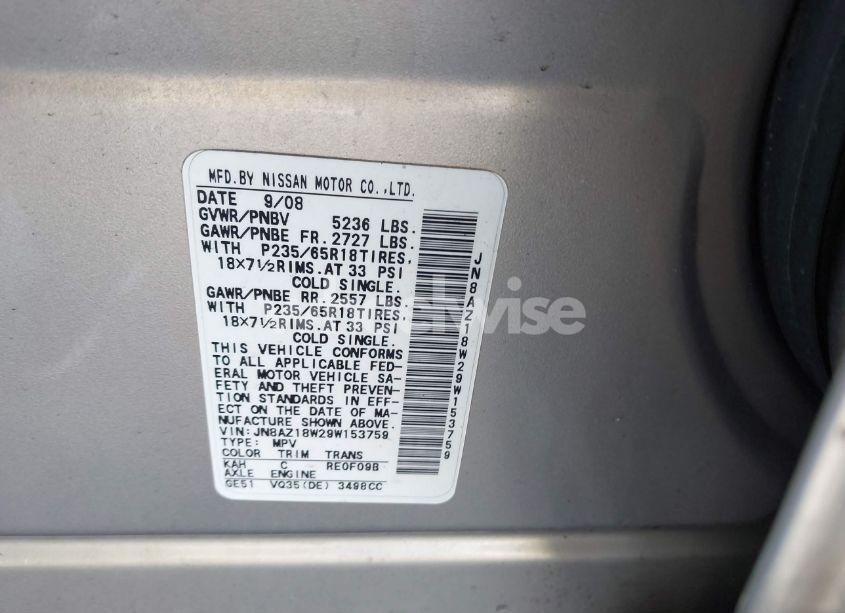 MFD.BY NISSAN MOTOR CO.,LTD.
DATE 9/08
GVWR/PNBV 5236 LBS.
GAWR/PNBE FR. 2727 LBS.
WITH P235/65R18TIRES,
18X7½RIMS.AT 33 PSI
COLD SINGLE.
GAWR/PNBE RR. 2557 LBS.
WITH P235/65R18TIRES,
18X7½RIMS.AT 33 PSI
COLD SINGLE.
THIS VEHICLE CONFORMS
TO ALL APPLICABLE FED-
ERAL MOTOR VEHICLE SA-
FETY AND THEFT PREVEN-
TION STANDARDS IN EFF-
ECT ON THE DATE OF MA-
NUFACTURE SHOWN ABOVE.
VIN: JN8AZ18W29W153759
TYPE: MPV
COLOR TRIM TRANS
KAH C RE0F09B
AXLE ENGINE
GE51 VQ35(DE) 3498CC
JN8AZ18W29W153759
wise